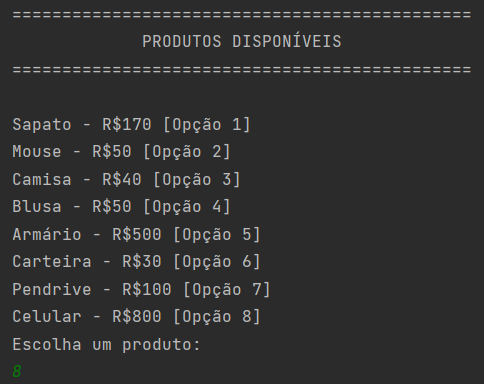 ==============================================
PRODUTOS DISPONÍVEIS
==============================================
Sapato - R$170 [Opção 1]
Mouse - R$50 [Opção 2]
Camisa - R$40 [Opção 3]
Blusa - R$50 [Opção 4]
Armário - R$500 [Opção 5]
Carteira - R$30 [Opção 6]
Pendrive - R$100 [Opção 7]
Celular - R$800 [Opção 8]
Escolha um produto:
8